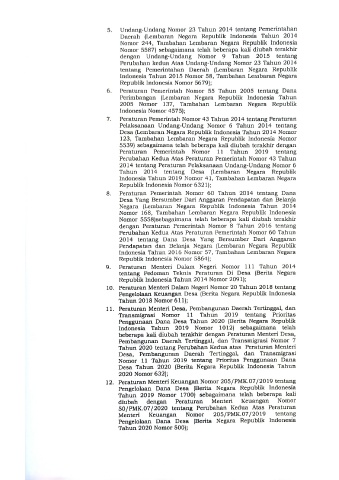 5. Undang-Undang Nomor 23 Tahun 2014 tentang Pemerintahan
Daerah (Lembaran Negara Republik Indonesia Tahun 2014
Nomor 244, Tambahan Lembaran Negara Republik Indonesia
Nomor 5587) sebagaimana telah beberapa kali diubah terakhir
dengan Undang-Undang Nomor 9 Tahun 2015 tentang
Perubahan kedua Atas Undang-Undang Nomor 23 Tahun 2014
tentang Pemerintahan Daerah (Lembaran Negara Republik
Indonesia Tahun 2015 Nomor 58, Tambahan Lembaran Negara
Republik Indonesia Nomor 5679);
6. Peraturan Pemerintah Nomor 55 Tahun 2005 tentang Dana
Perimbangan (Lembaran Negara Republik Indonesia Tahun
2005 Nomor 137, Tambahan Lembaran Negara Republik
Indonesia Nomor 4575);
7. Peraturan Pemerintah Nomor 43 Tahun 2014 tentang Peraturan
Pelaksanaan Undang-Undang Nomor 6 Tahun 2014 tentang
Desa (Lembaran Negara Republik Indonesia Tahun 2014 Nomor
123, Tambahan Lembaran Negara Republik Indonesia Nomor
5539) sebagaimana telah beberapa kali diubah terakhir dengan
Peraturan Pemerintah Nomor 11 Tahun 2019 tentang
Perubahan Kedua Atas Peraturan Pemerintah Nomor 43 Tahun
2014 tentang Peraturan Pelaksanaan Undang-Undang Nomor 6
Tahun 2014 tentang Desa (Lembaran Negara Republik
Indonesia Tahun 2019 Nomor 41, Tambahan Lembaran Negara
Republik Indonesia Nomor 6321);
8. Peraturan Pemerintah Nomor 60 Tahun 2014 tentang Dana
Desa Yang Bersumber Dari Anggaran Pendapatan dan Belanja
Negara (Lembaran Negara Republik Indonesia Tahun 2014
Nomor 168, Tambahan Lembaran Negara Republik Indonesia
Nomor 5558)sebagaimana telah beberapa kali diubah terakhir
dengan Peraturan Pemerintah Nomor 8 Tahun 2016 tentang
Perubahan Kedua Atas Peraturan Pemerintah Nomor 60 Tahun
2014 tentang Dana Desa Yang Bersumber Dari Anggaran
Pendapatan dan Belanja Negara (Lembaran Negara Republik
Indonesia Tahun 2016 Nomor 57, Tambahan Lembaran Negara
Republik Indonesia Nomor 5864);
9. Peraturan Menteri Dalam Negeri Nomor 111 Tahun 2014
tentang Pedoman Teknis Peraturan Di Desa (Berita Negara
Republik Indonesia Tahun 2014 Nomor 2091);
10. Peraturan Menteri Dalam Negeri Nomor 20 Tahun 2018 tentang
Pengelolaan Keuangan Desa (Berita Negara Republik Indonesia
Tahun 2018 Nomor 611);
11. Peraturan Menteri Desa, Pembangunan Daerah Tertinggal, dan
Transmigrasi Nomor 11 Tahun 2019 tentang Prioritas
Penggunaan Dana Desa Tahun 2020 (Berita Negara Republik
Indonesia Tahun 2019 Nomor 1012) sebagaimana telah
beberapa kali diubah terakhir dengan Peraturan Menteri Desa,
Pembangunan Daerah Tertinggal, dan Transmigrasi Nomor 7
Tahun 2020 tentang Perubahan Kedua atas Peraturan Menteri
Desa, Pembangunan Daerah Tertinggal, dan Transmigrasi
Nomor 11 Tahun 2019 tentang Prioritas Penggunaan Dana
Desa Tahun 2020 (Berita Negara Republik Indonesia Tahun
2020 Nomor 632);
12. Peraturan Menteri Keuangan Nomor 205/PMK.07/2019 tentang
Pengelolaan Dana Desa (Berita Negara Republik Indonesia
Tahun 2019 Nomor 1700) sebagaimana telah beberapa kali
diubah dengan Peraturan Menteri Keuangan Nomor
50/PMK.07/2020 tentang Perubahan Kedua Atas Peraturan
Menteri Keuangan Nomor 205/PMK.07/2019 tentang
Pengelolaan Dana Desa (Berita Negara Republik Indonesia
Tahun 2020 Nomor 500);